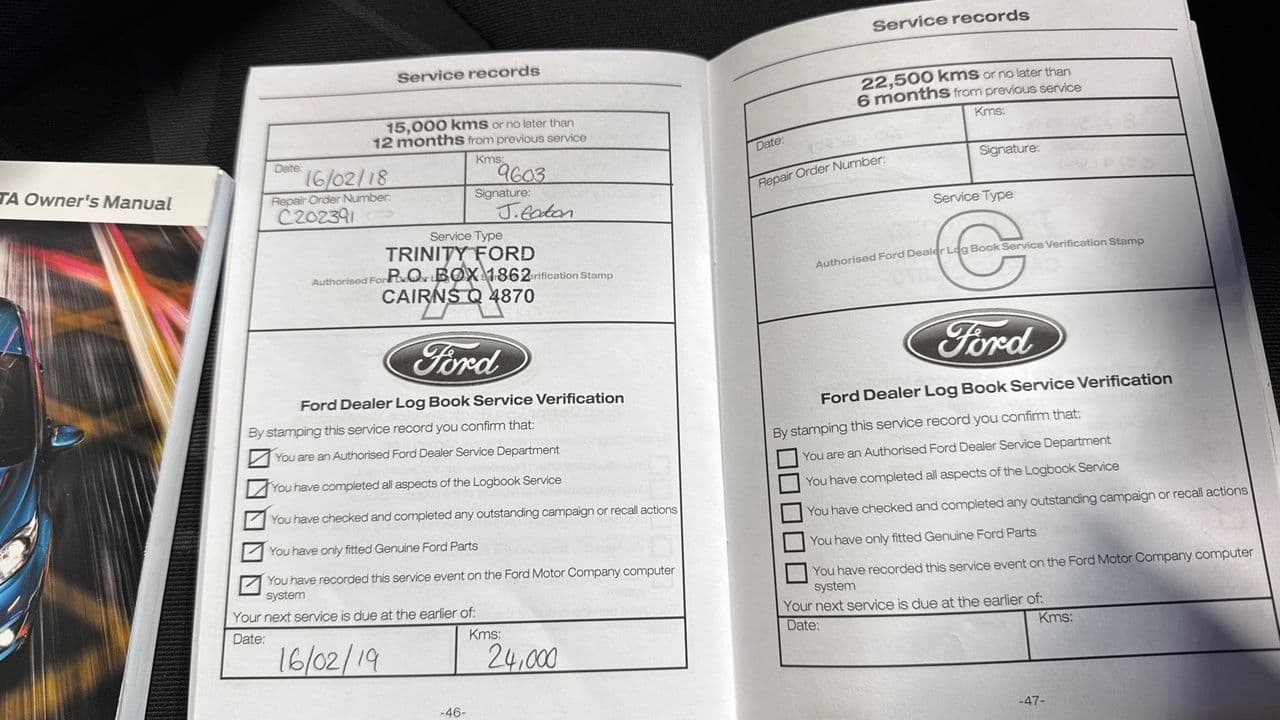 TA Owner's Manual
Service records
15,000 kms or no later than
12 months from previous service
Date:
16/02/18
Kms:
9603
Repair Order Number:
C202391
Signature:
J. Eaton
Service Type
TRINITY FORD
P.O. BOX 1862
Authorised For rification Stamp
CAIRNS Q 4870
A
Ford
Ford Dealer Log Book Service Verification
By stamping this service record you confirm that:
You are an Authorised Ford Dealer Service Department
You have completed all aspects of the Logbook Service
You have checked and completed any outstanding campaign or recall actions
You have only fitted Genuine Ford Parts
You have recorded this service event on the Ford Motor Company computer
system
Your next service is due at the earlier of:
Date:
16/02/19
Kms:
24,000
-46-
Service records
22,500 kms or no later than
6 months from previous service
Date:
Kms:
Repair Order Number:
Signature:
Service Type
Authorised Ford Dealer Log Book Service Verification Stamp
C
Ford
Ford Dealer Log Book Service Verification
By stamping this service record you confirm that:
You are an Authorised Ford Dealer Service Department
You have completed all aspects of the Logbook Service
You have checked and completed any outstanding campaign or recall actions
You have only fitted Genuine Ford Parts
You have recorded this service event on the Ford Motor Company computer
system
Your next service is due at the earlier of:
Date:
Kms:
-47-